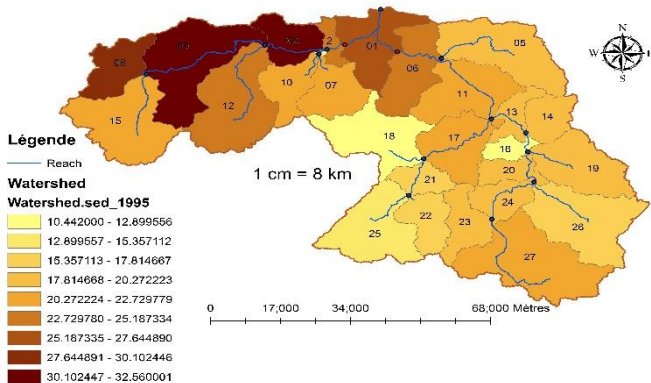 N
W E
S
05
2
01
08
06
10
07
11
12
15
13
14
18
17
16
19
21
20
24
22
23
25
26
27
1 cm = 8 km
Légende
Reach
Watershed
Watershed.sed_1995
10.442000 - 12.899556
12.899557 - 15.357112
15.357113 - 17.814667
17.814668 - 20.272223
20.272224 - 22.729779
22.729780 - 25.187334
25.187335 - 27.644890
27.644891 - 30.102446
30.102447 - 32.560001
0 17,000 34,000 68,000 Mètres